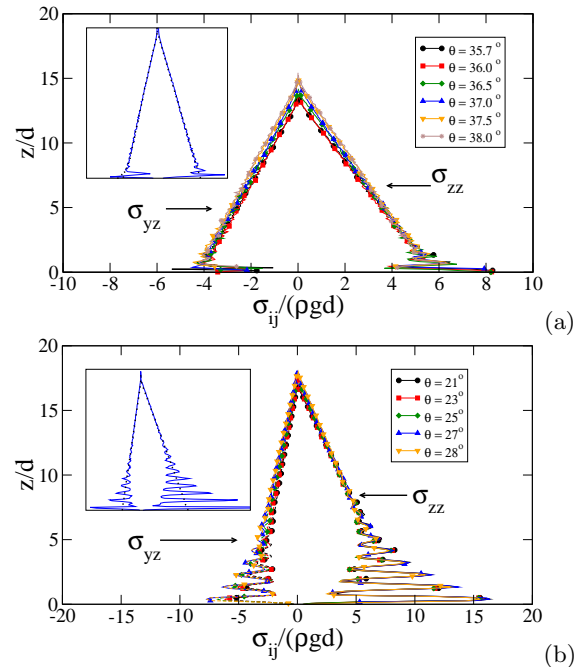 20
15
10
5
0
z/d
θ = 35.7 °
θ = 36.0 °
θ = 36.5 °
θ = 37.0 °
θ = 37.5 °
θ = 38.0 °
σzz
σyz
-10 -8 -6 -4 -2 0 2 4 6 8 10
σij/(ρgd)
(a)
20
15
10
5
0
z/d
θ = 21°
θ = 23°
θ = 25°
θ = 27°
θ = 28°
σzz
σyz
-20 -15 -10 -5 0 5 10 15 20
σij/(ρgd)
(b)